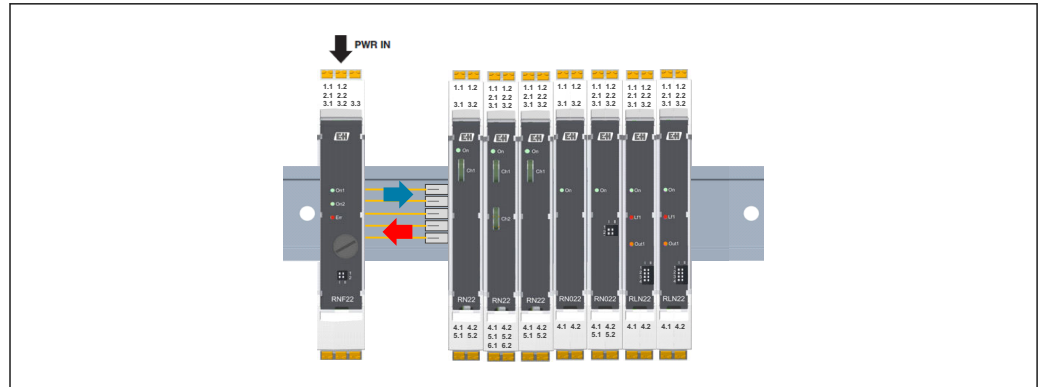 PWR IN
1.1 1.2
2.1 2.2
3.1 3.2 3.3
E+H
On1
On2
Err
RNF22
1.1 1.2
3.1 3.2
E+H
On
Ch1
RN22
4.1 4.2
5.1 5.2
1.1 1.2
2.1 2.2
3.1 3.2
E+H
On
Ch1
Ch2
RN22
4.1 4.2
5.1 5.2
6.1 6.2
1.1 1.2
2.1 2.2
3.1 3.2
E+H
On
Ch1
RN22
4.1 4.2
5.1 5.2
1.1 1.2
3.1 3.2
E+H
On
RN022
4.1 4.2
1.1 1.2
2.1 2.2
3.1 3.2
E+H
On
RN022
4.1 4.2
5.1 5.2
1.1 1.2
2.1 2.2
3.1 3.2
E+H
On
Lf1
Out1
RLN22
4.1 4.2
1.1 1.2
2.1 2.2
3.1 3.2
E+H
On
Lf1
Out1
RLN22
4.1 4.2